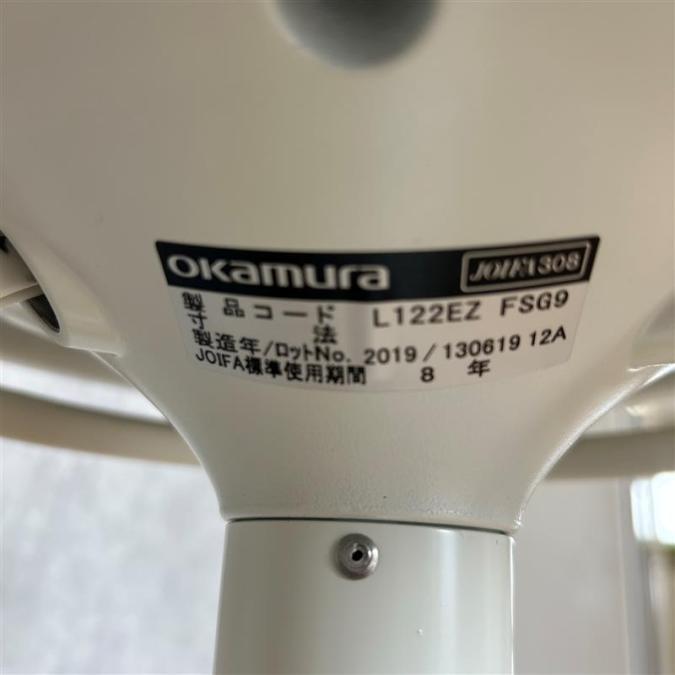 okamura JOIFA308
製品コード L122EZ FSG9
寸法
製造年/ロットNo. 2019 / 130619 12A
JOIFA標準使用期間 8 年